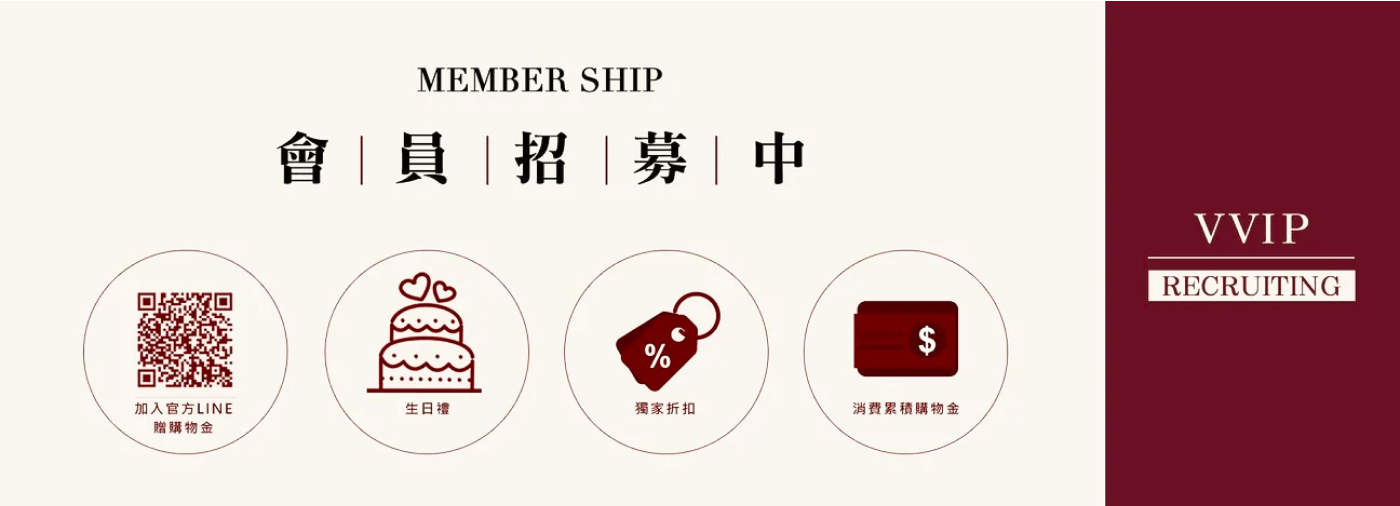 MEMBER SHIP
會｜員｜招｜募｜中
加入官方LINE
贈購物金
生日禮
%
獨家折扣
$
消費累積購物金
VVIP
RECRUITING